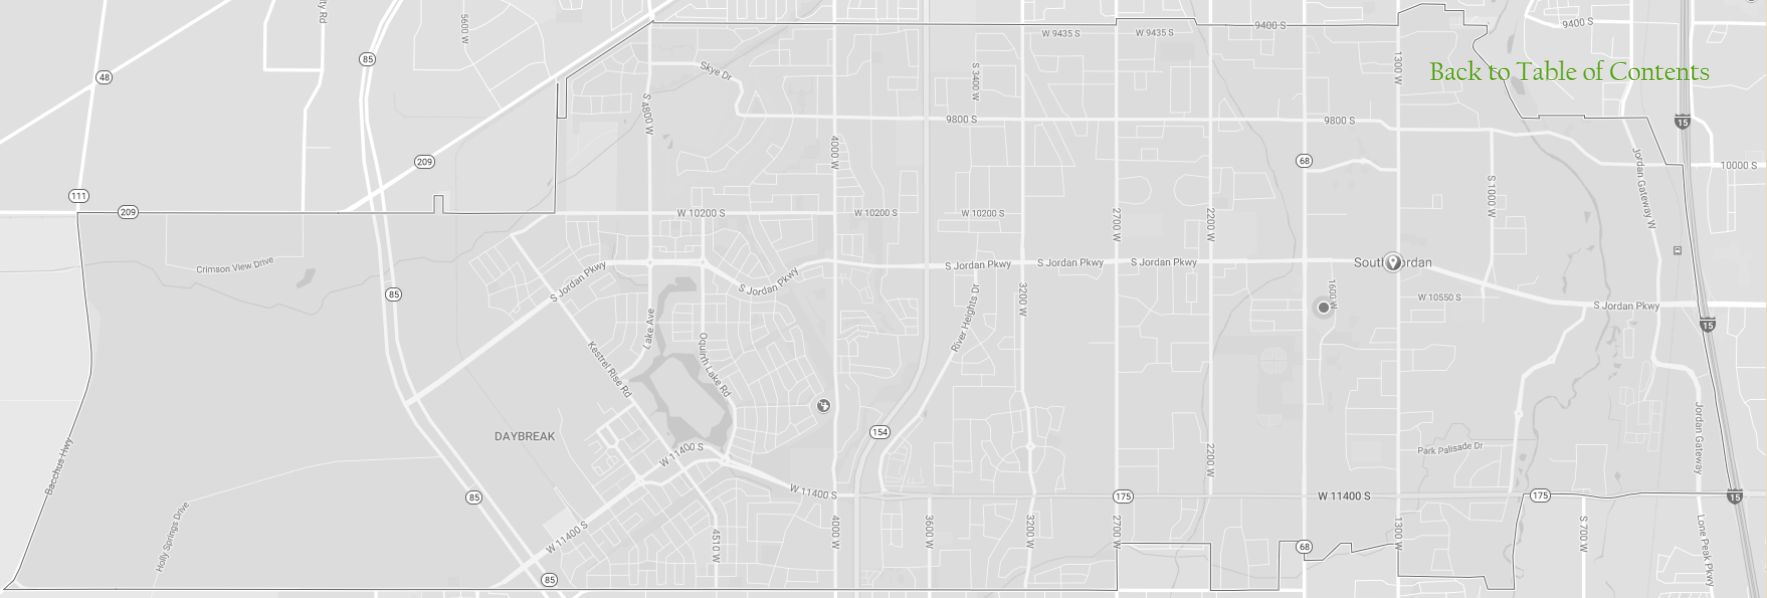 ty Rd
5600 W
9400 S
9400 S
W 9435 S
W 9435 S
85
48
Skye Dr
S 3400 W
1300 W
Back to Table of Contents
S 4800 W
9800 S
9800 S
15
4000 W
209
68
Jordan Gateway W
10000 S
111
209
S 1000 W
W 10200 S
W 10200 S
W 10200 S
2700 W
2200 W
Crimson View Drive
S Jordan Pkwy
S Jordan Pkwy
S Jordan Pkwy
S Jordan Pkwy
S Jordan Pkwy
South Jordan
85
3200 W
1600 W
W 10550 S
S Jordan Pkwy
River Heights Dr
Lake Ave
15
Kestrel Rise Rd
Oquirrh Lake Rd
154
DAYBREAK
W 11400 S
Bacchus Hwy
2200 W
Park Palisade Dr
Jordan Gateway
85
W 11400 S
175
W 11400 S
175
15
Holly Springs Drive
W 11400 S
4510 W
4000 W
3600 W
3200 W
2700 W
68
1300 W
S 700 W
Lone Peak Pkwy
85